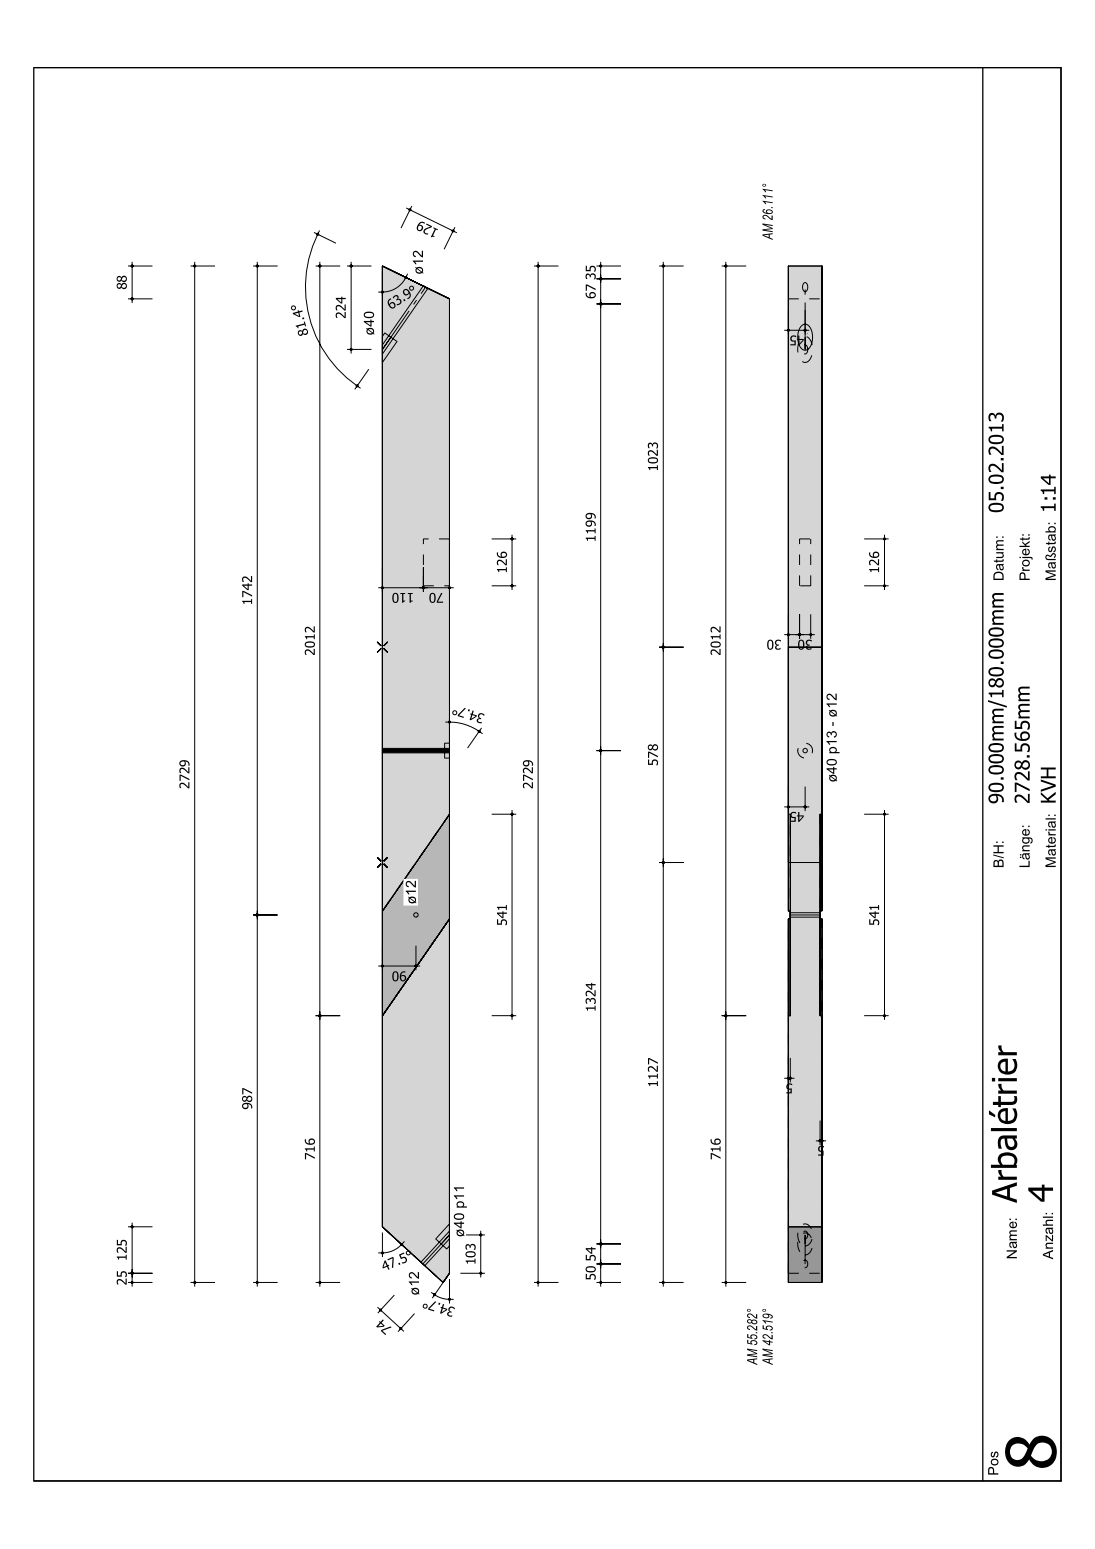 25
125
88
2729
987
1742
716
2012
224
81.4°
ø40
63.9°
ø12
129
47.5°
ø12
74
34.7°
ø40 p11
103
90
ø12
34.7°
110
70
541
126
2729
50
54
1324
1199
67
35
1127
578
1023
716
2012
AM 55.282°
AM 42.519°
AM 26.111°
5
5
45
30
30
45
ø40 p13 - ø12
541
126
Pos
8
Name: Arbalétrier
Anzahl: 4
B/H: 90.000mm/180.000mm
Länge: 2728.565mm
Material: KVH
Datum: 05.02.2013
Projekt:
Maßstab: 1:14